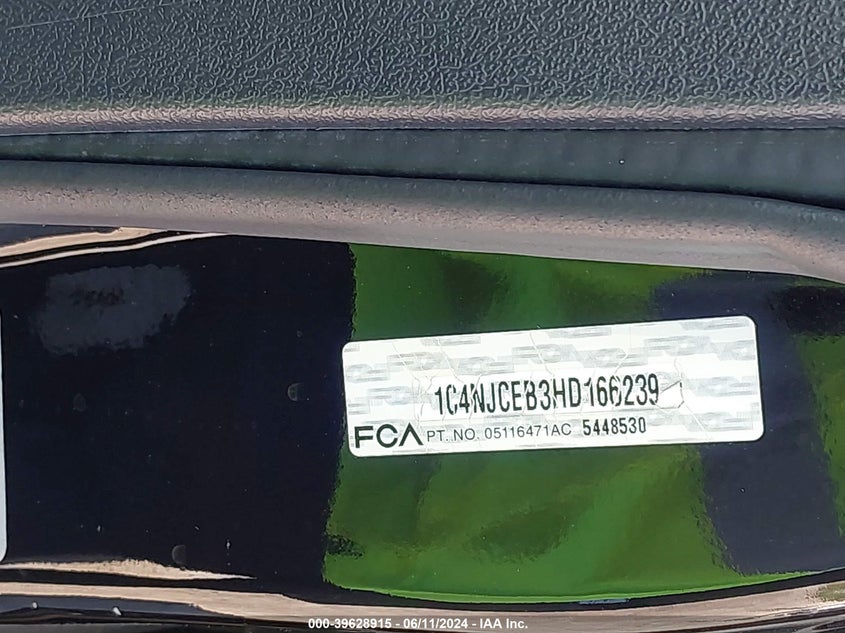 1C4NJCEB3HD166239
FCA PT. NO. 05116471AC 5448530
000-39628915 - 06/11/2024 - IAA Inc.